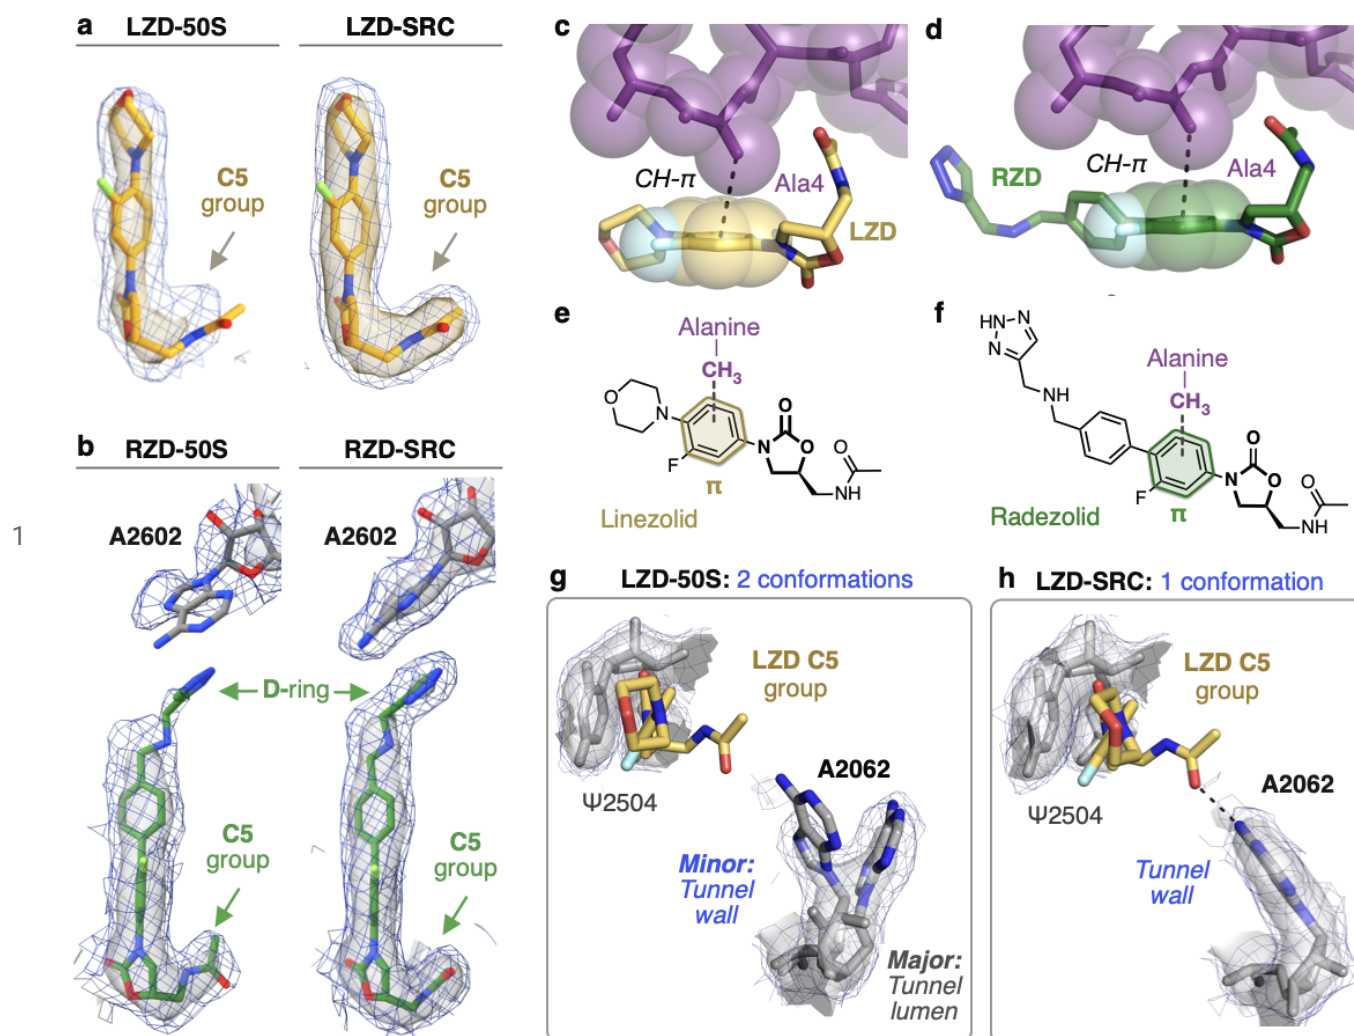 a
LZD-50S
LZD-SRC
C5
group
C5
group
b
RZD-50S
RZD-SRC
A2602
A2602
D-ring
C5
group
C5
group
1
c
CH-π
Ala4
LZD
d
RZD
CH-π
Ala4
e
Alanine
CH3
O
N
F
O
N
O
O
NH
π
Linezolid
f
HN
N
N
NH
Alanine
CH3
F
O
N
O
O
NH
π
Radezolid
g
LZD-50S: 2 conformations
LZD C5
group
Ψ2504
A2062
Minor:
Tunnel
wall
Major:
Tunnel
lumen
h
LZD-SRC: 1 conformation
LZD C5
group
Ψ2504
A2062
Tunnel
wall